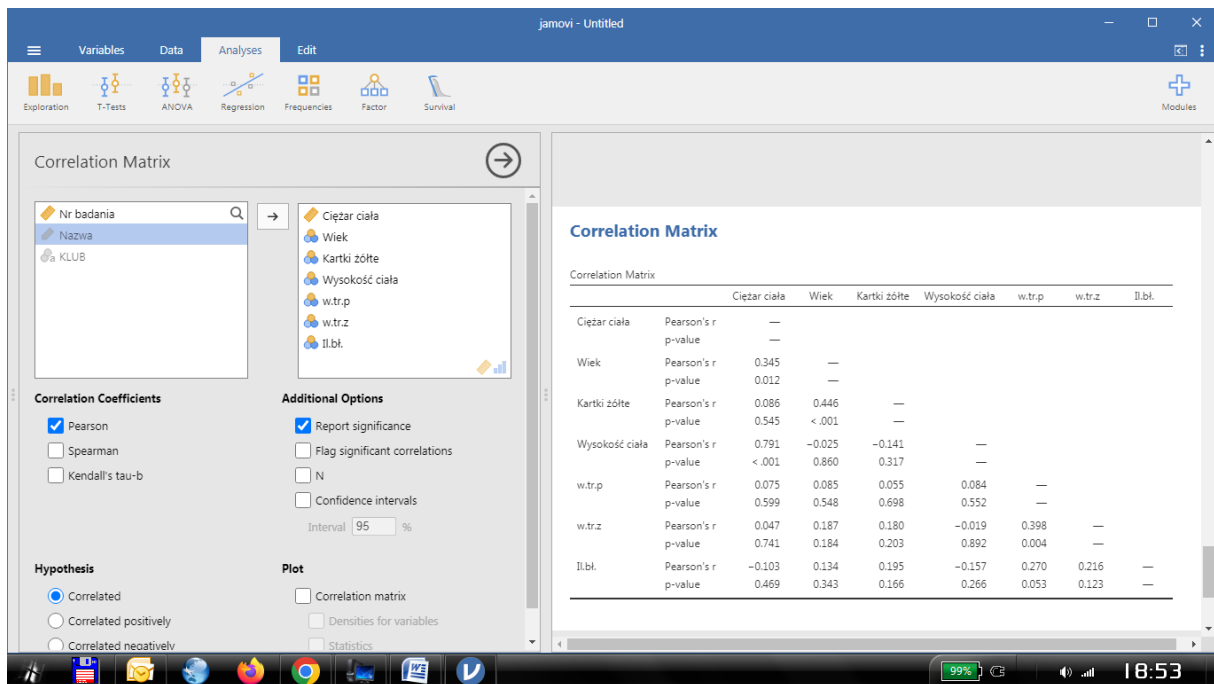 jamovi - Untitled
Variables Data Analyses Edit
Exploration T-Tests ANOVA Regression Frequencies Factor Survival Modules
Correlation Matrix
Nr badania
Nazwa
KLUB
Ciężar ciała
Wiek
Kartki żółte
Wysokość ciała
w.tr.p
w.tr.z
Il.bł.
Correlation Coefficients
Pearson
Spearman
Kendall's tau-b
Additional Options
Report significance
Flag significant correlations
N
Confidence intervals
Interval 95 %
Hypothesis
Correlated
Correlated positively
Correlated negatively
Plot
Correlation matrix
Densities for variables
Statistics
Correlation Matrix
Correlation Matrix
Ciężar ciała Wiek Kartki żółte Wysokość ciała w.tr.p w.tr.z Il.bł.
Ciężar ciała Pearson's r —
p-value —
Wiek Pearson's r 0.345 —
p-value 0.012 —
Kartki żółte Pearson's r 0.086 0.446 —
p-value 0.545 < .001 —
Wysokość ciała Pearson's r 0.791 −0.025 −0.141 —
p-value < .001 0.860 0.317 —
w.tr.p Pearson's r 0.075 0.085 0.055 0.084 —
p-value 0.599 0.548 0.698 0.552 —
w.tr.z Pearson's r 0.047 0.187 0.180 −0.019 0.398 —
p-value 0.741 0.184 0.203 0.892 0.004 —
Il.bł. Pearson's r −0.103 0.134 0.195 −0.157 0.270 0.216 —
p-value 0.469 0.343 0.166 0.266 0.053 0.123 —
99% 18:53